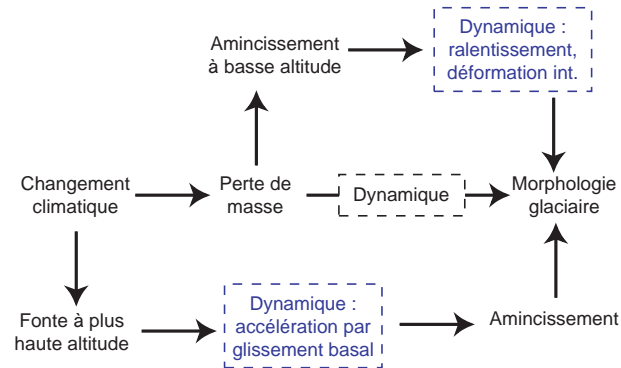 Amincissement
à basse altitude
Dynamique :
ralentissement,
déformation int.
Changement
climatique
Perte de
masse
Dynamique
Morphologie
glaciaire
Fonte à plus
haute altitude
Dynamique :
accélération par
glissement basal
Amincissement